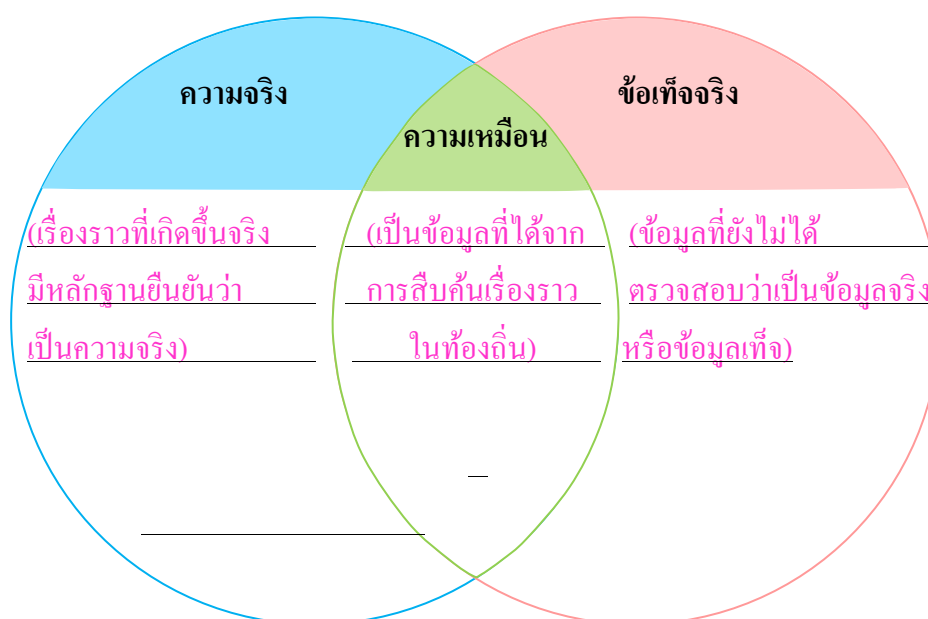 ความจริง
ข้อเท็จจริง
ความเหมือน
(เรื่องราวที่เกิดขึ้นจริง
มีหลักฐานยืนยันว่า
เป็นความจริง)
(เป็นข้อมูลที่ได้จาก
การสืบค้นเรื่องราว
ในท้องถิ่น)
(ข้อมูลที่ยังไม่ได้
ตรวจสอบว่าเป็นข้อมูลจริง
หรือข้อมูลเท็จ)